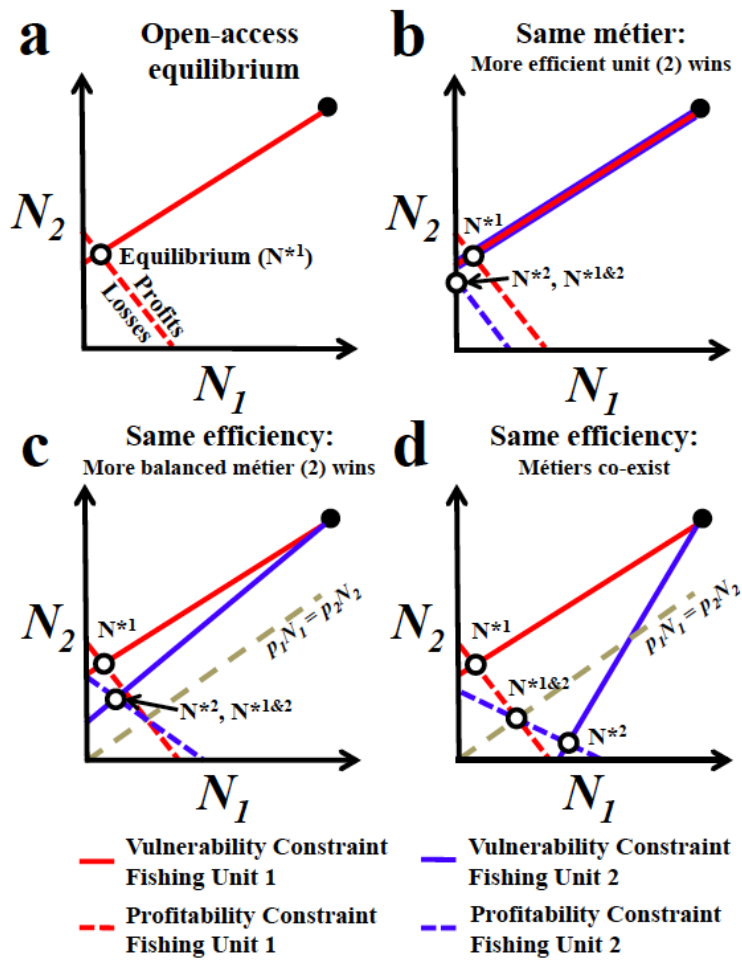 a
Open-access
equilibrium
N₂
Equilibrium (N*¹)
Profits
Losses
N₁
b
Same métier:
More efficient unit (2) wins
N₂
N*¹
N*², N*¹&²
N₁
c
Same efficiency:
More balanced métier (2) wins
N₂
N*¹
p₁N₁ = p₂N₂
N*², N*¹&²
N₁
d
Same efficiency:
Métiers co-exist
N₂
N*¹
p₁N₁ = p₂N₂
N*¹&²
N*²
N₁
Vulnerability Constraint
Fishing Unit 1
Profitability Constraint
Fishing Unit 1
Vulnerability Constraint
Fishing Unit 2
Profitability Constraint
Fishing Unit 2